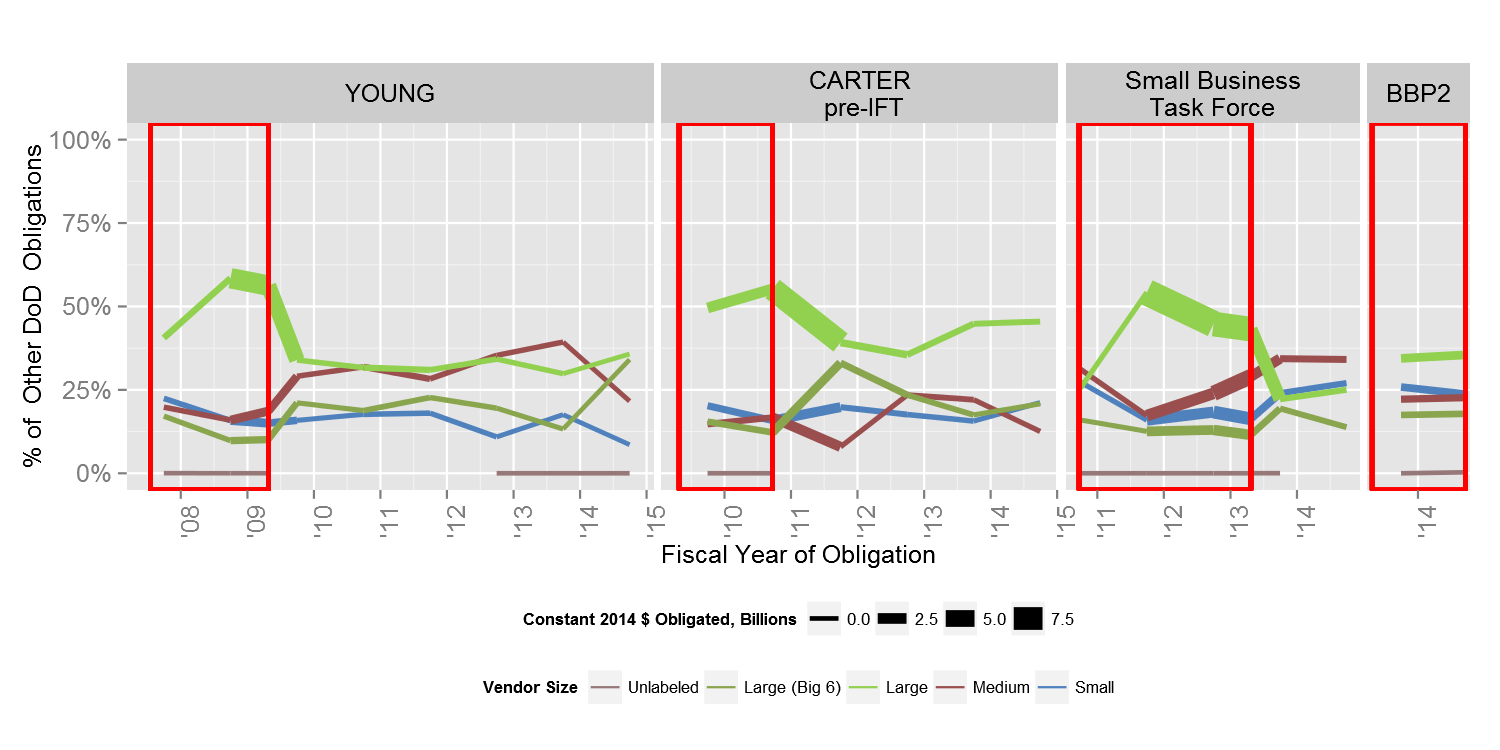 YOUNG
CARTER
pre-IFT
Small Business
Task Force
BBP2
% of Other DoD Obligations
100%
75%
50%
25%
0%
'08 '09 '10 '11 '12 '13 '14 '15
'10 '11 '12 '13 '14 '15
'11 '12 '13 '14
'14
Fiscal Year of Obligation
Constant 2014 $ Obligated, Billions 0.0 2.5 5.0 7.5
Vendor Size Unlabeled Large (Big 6) Large Medium Small